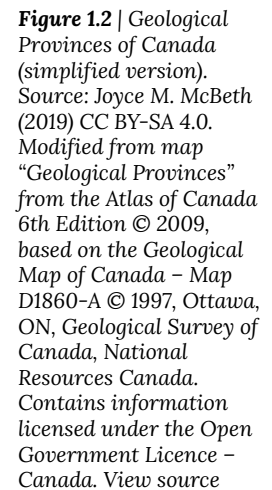 Figure 1.2 | Geological
Provinces of Canada
(simplified version).
Source: Joyce M. McBeth
(2019) CC BY-SA 4.0.
Modified from map
“Geological Provinces”
from the Atlas of Canada
6th Edition © 2009,
based on the Geological
Map of Canada – Map
D1860-A © 1997, Ottawa,
ON, Geological Survey of
Canada, National
Resources Canada.
Contains information
licensed under the Open
Government Licence –
Canada. View source